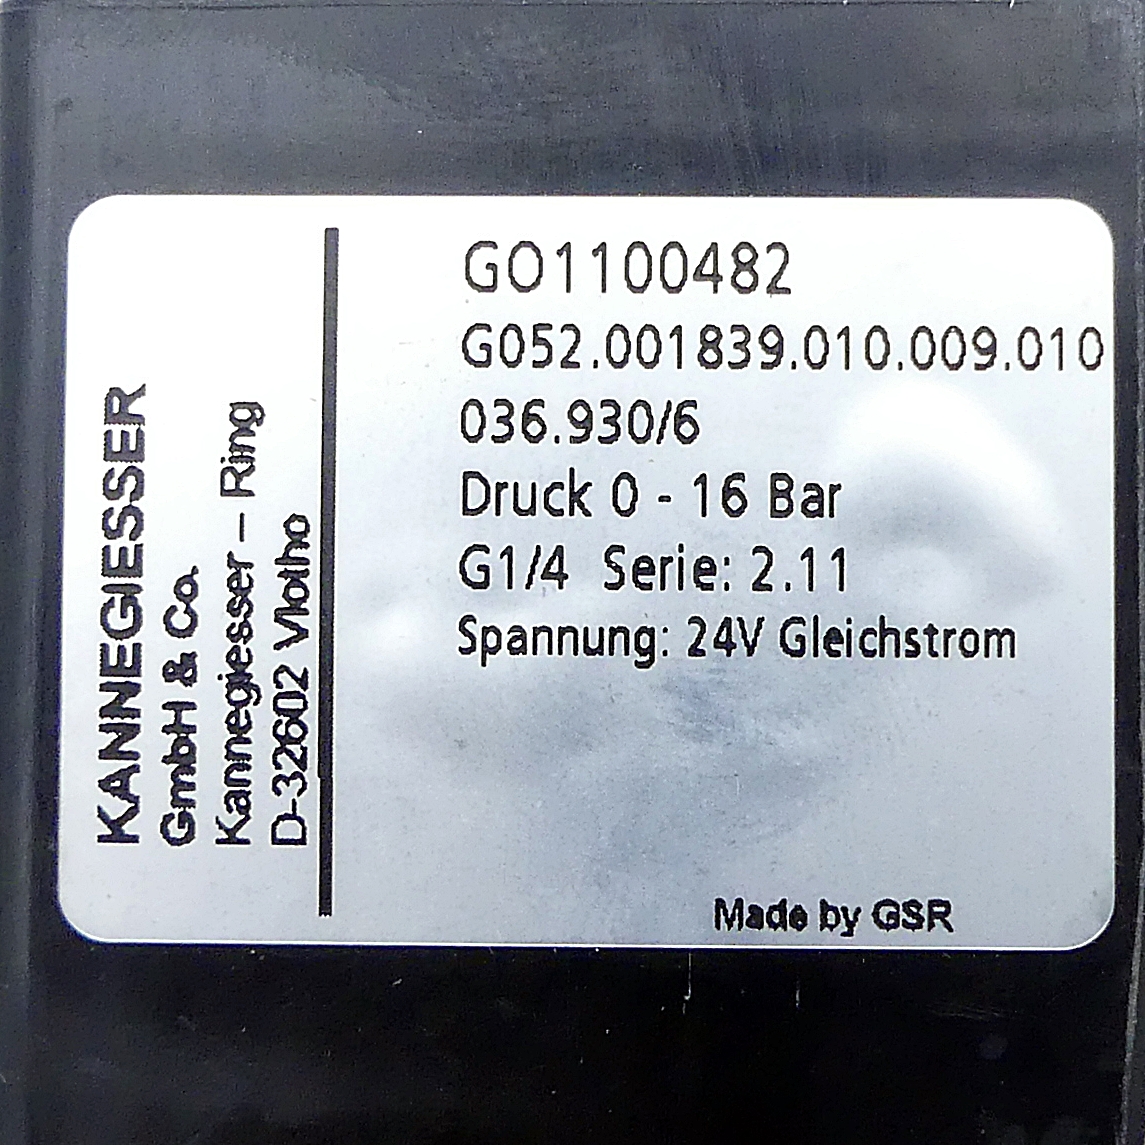 KANNEGIESSER
GmbH & Co.
Kannegiesser – Ring
D-32602 Vlotho
GO1100482
G052.001839.010.009.010
036.930/6
Druck 0 - 16 Bar
G1/4 Serie: 2.11
Spannung: 24V Gleichstrom
Made by GSR